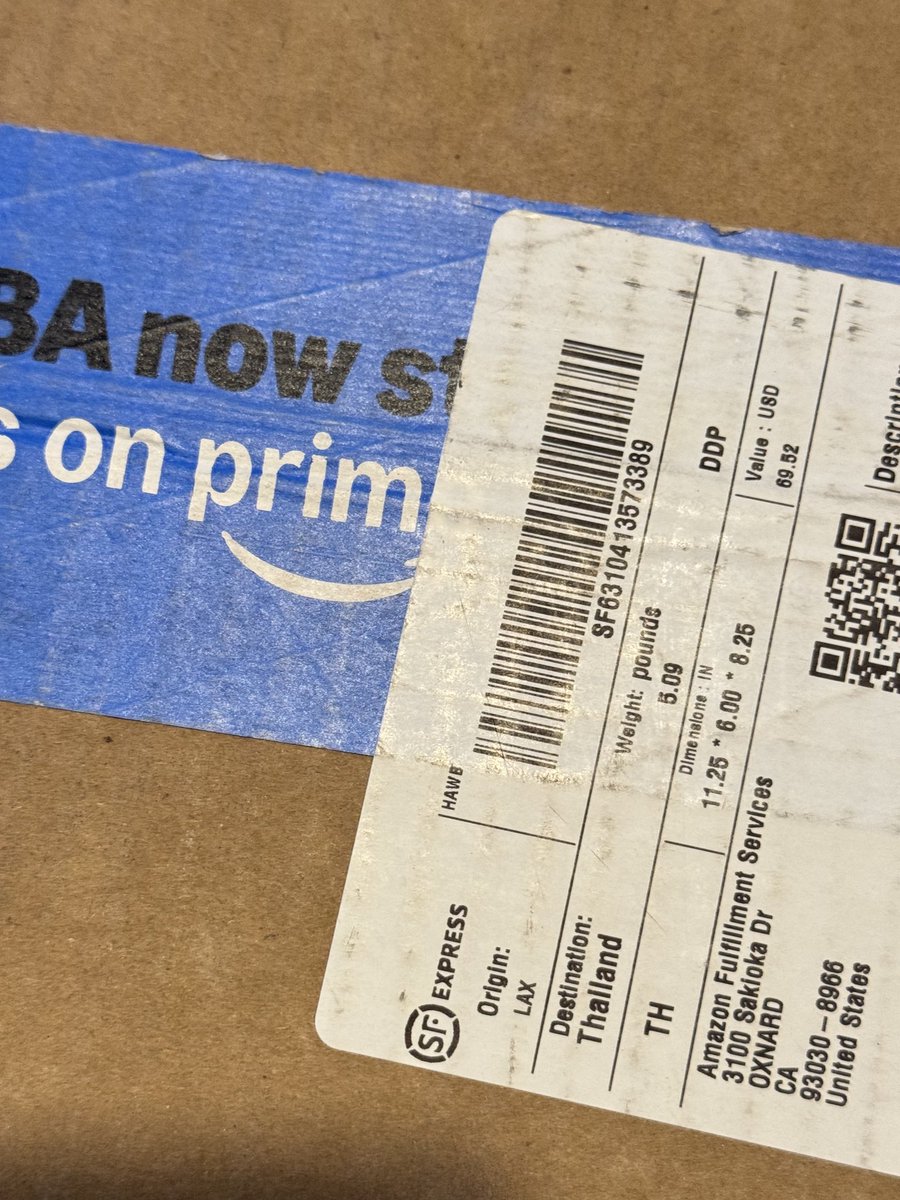 BA now st
s on prim
SF EXPRESS
HAWB
SF6310413573389
Origin:
LAX
Destination:
Thailand
Weight: pounds
5.09
TH
DDP
Dimensions : IN
11.25 * 6.00 * 8.25
Value : USD
69.52
Amazon Fulfillment Services
3100 Sakioka Dr
OXNARD
CA
93030-8966
United States
Description